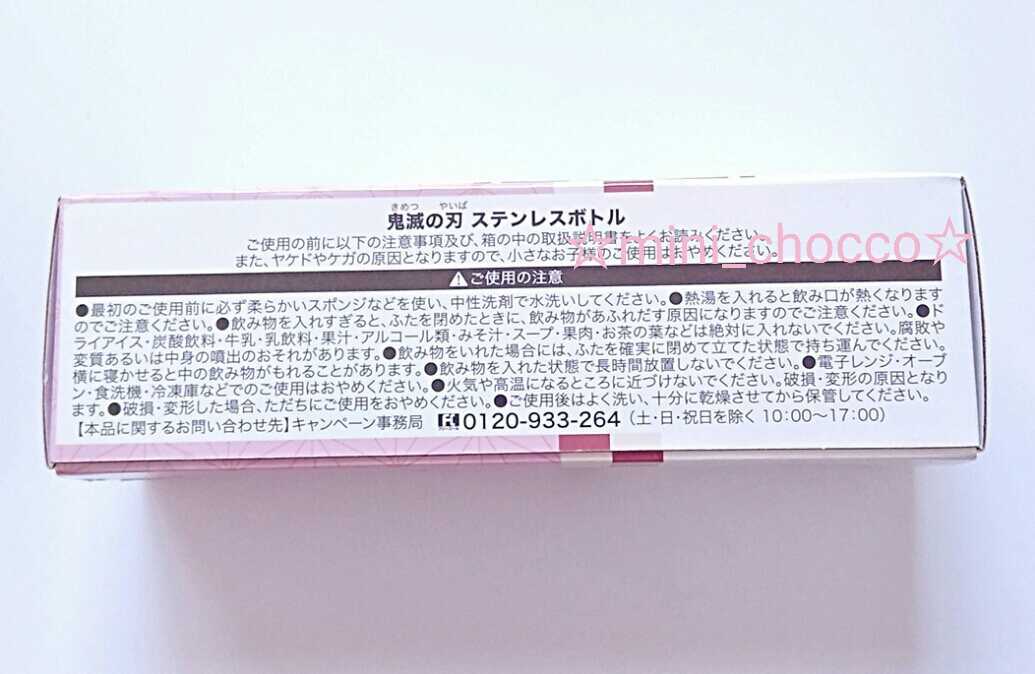 きめつ やいば
鬼滅の刃 ステンレスボトル
ご使用の前に以下の注意事項及び、箱の中の取扱説明書をよくお読みください。
また、ヤケドやケガの原因となりますので、小さなお子様のご使用はおやめください。
☆mini_chocco☆
ご使用の注意
●最初のご使用前に必ず柔らかいスポンジなどを使い、中性洗剤で水洗いしてください。●熱湯を入れると飲み口が熱くなります
のでご注意ください。●飲み物を入れすぎると、ふたを閉めたときに、飲み物があふれだす原因になりますのでご注意ください。●ド
ライアイス・炭酸飲料・牛乳・乳飲料・果汁・アルコール類・みそ汁・スープ・果肉・お茶の葉などは絶対に入れないでください。腐敗や
変質あるいは中身の噴出のおそれがあります。●飲み物をいれた場合には、ふたを確実に閉めて立てた状態で持ち運んでください。
横に寝かせると中の飲み物がもれることがあります。●飲み物を入れた状態で長時間放置しないでください。●電子レンジ・オーブ
ン・食洗機・冷凍庫などでのご使用はおやめください。●火気や高温になるところに近づけないでください。破損・変形の原因となり
ます。●破損・変形した場合、ただちにご使用をおやめください。●ご使用後はよく洗い、十分に乾燥させてから保管してください。
【本品に関するお問い合わせ先】キャンペーン事務局 0120-933-264 (土・日・祝日を除く 10:00〜17:00)